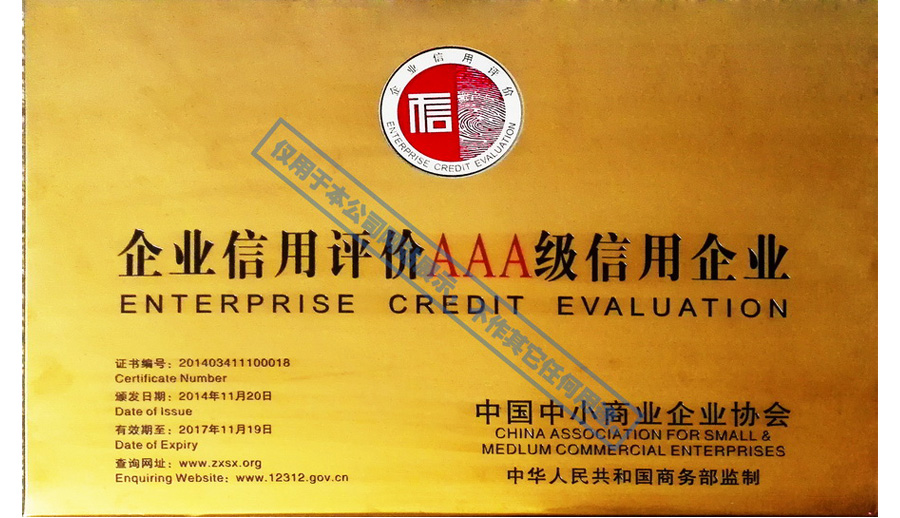 企业信用评价
信
ENTERPRISE CREDIT EVALUATION
企业信用评价AAA级信用企业
ENTERPRISE CREDIT EVALUATION
仅用于本公司 展示，不作其它任何用
证书编号：201403411100018
Certificate Number
颁发日期：2014年11月20日
Date of Issue
有效期至：2017年11月19日
Date of Expiry
查询网址：www.zxsx.org
Enquiring Website：www.12312.gov.cn
中国中小商业企业协会
CHINA ASSOCIATION FOR SMALL &
MEDLUM COMMERCIAL ENTERPRISES
中华人民共和国商务部监制